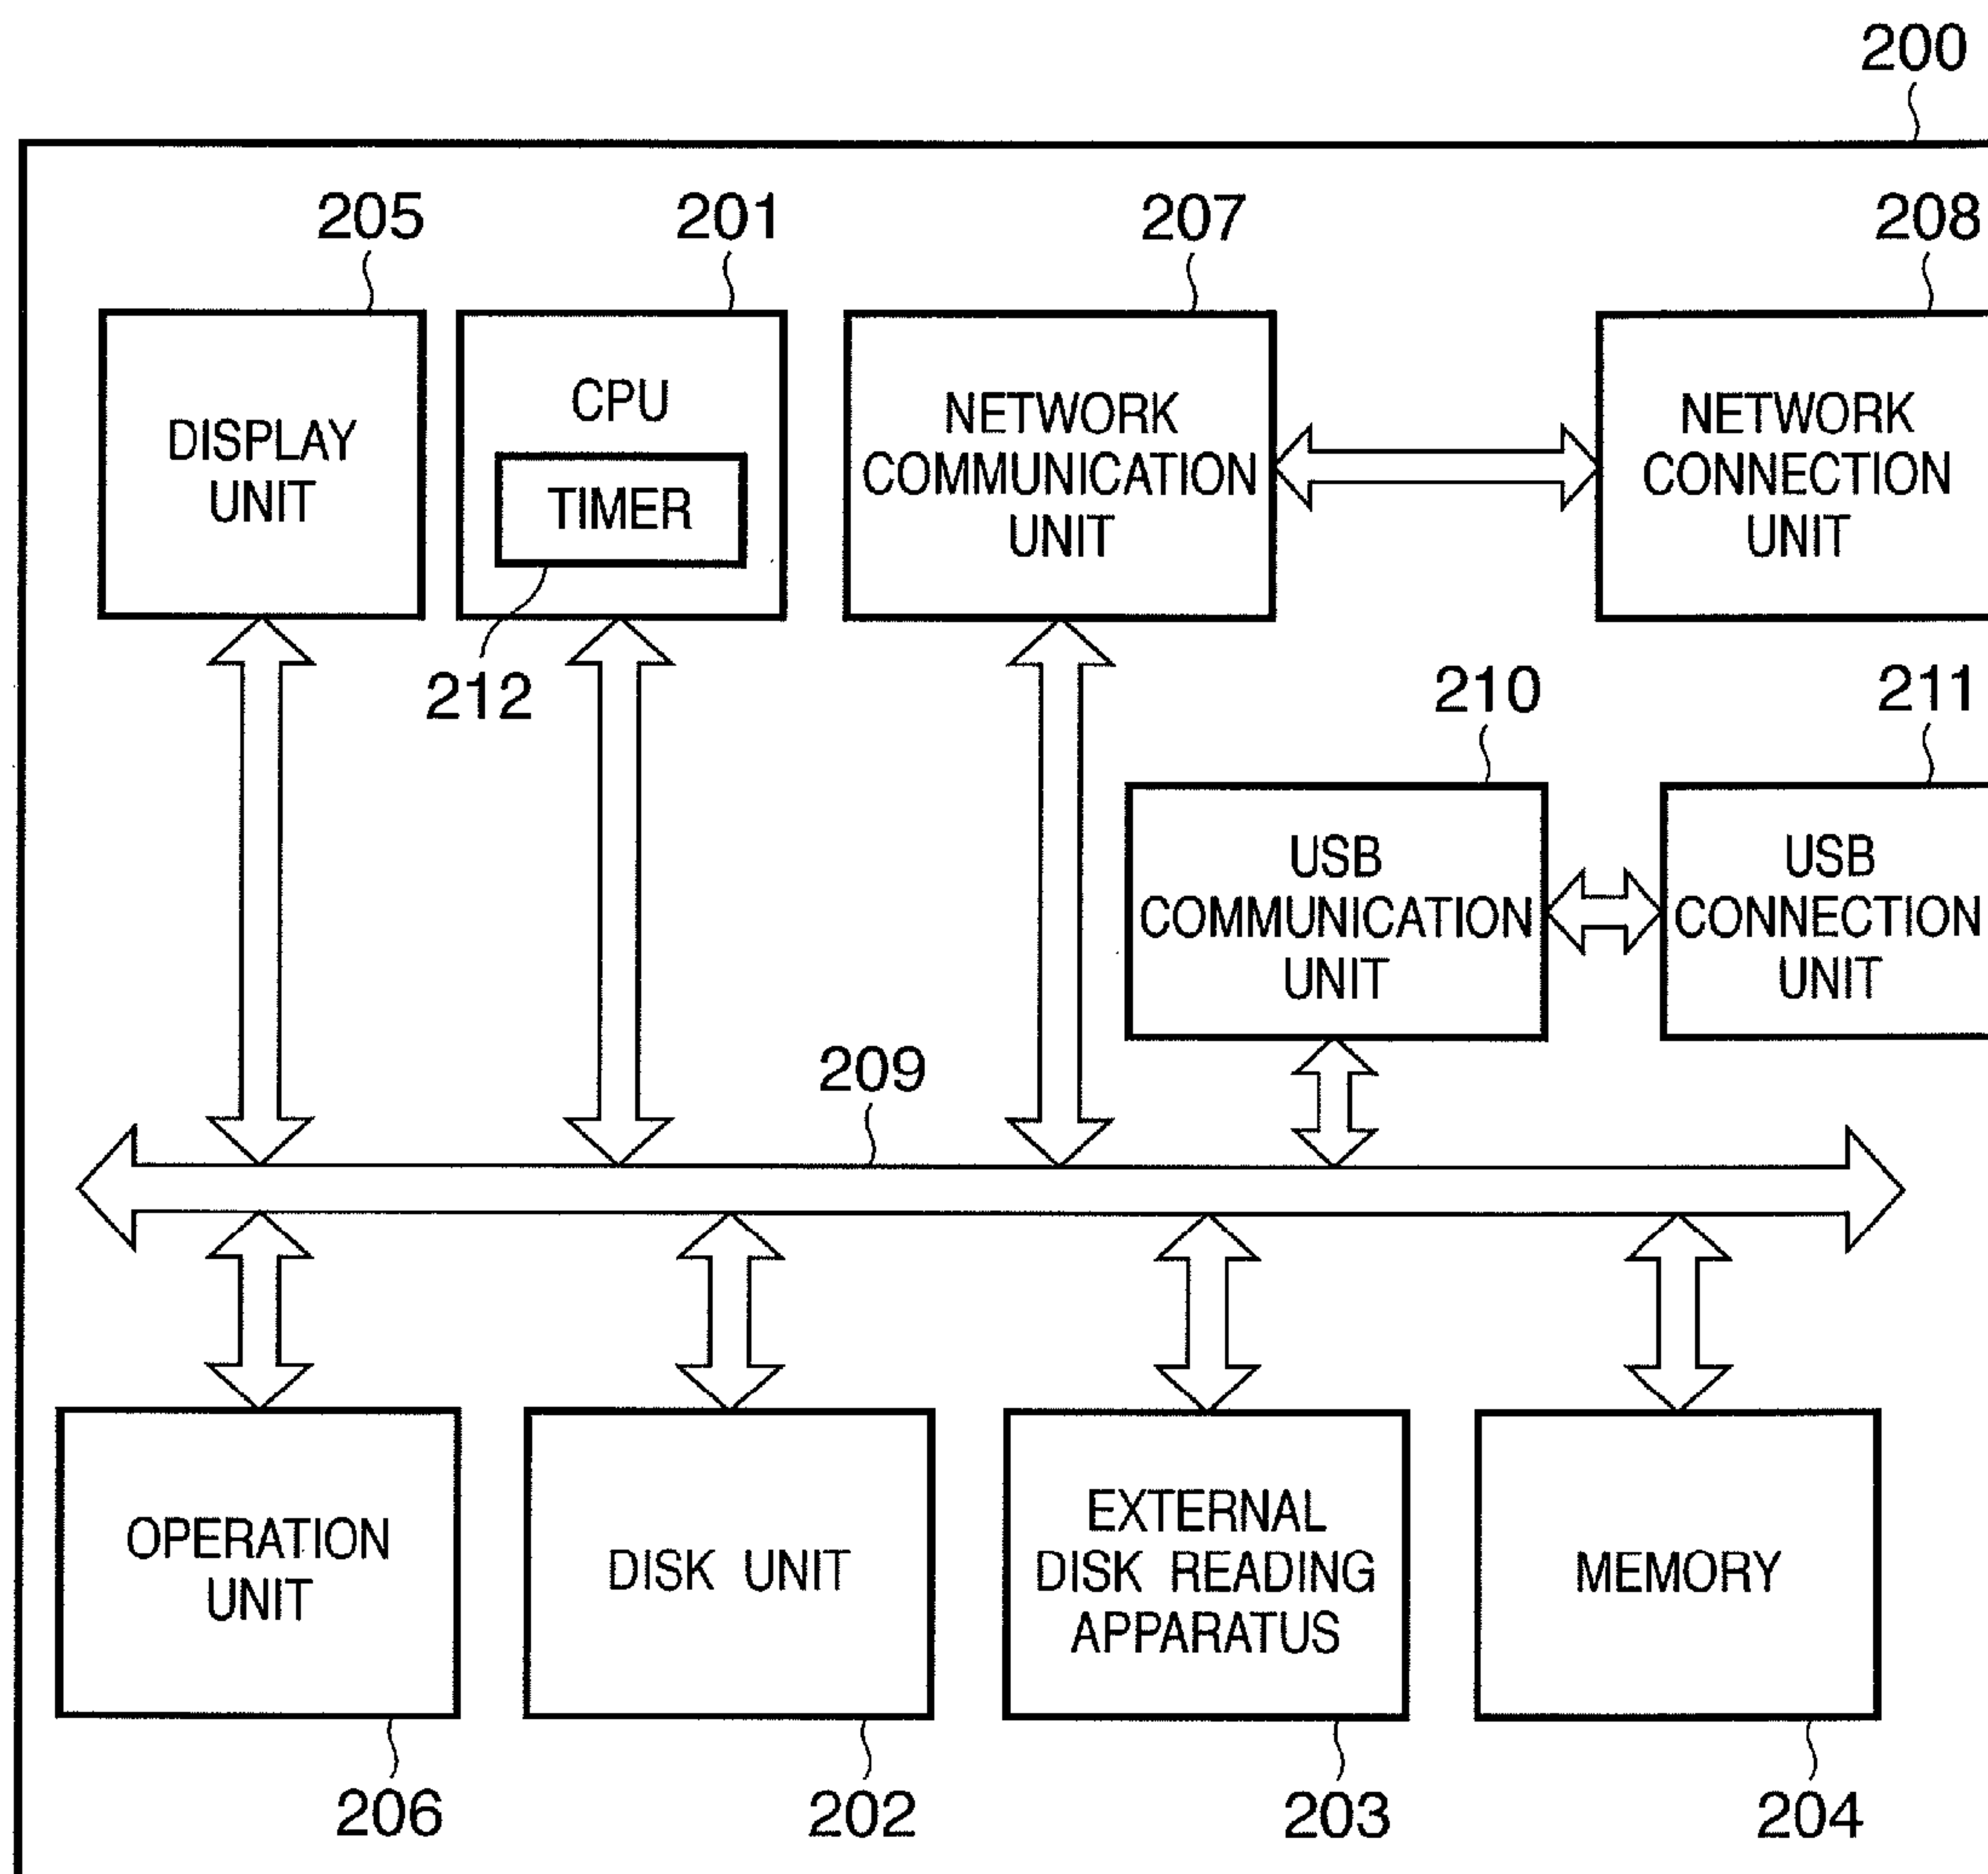 200
205
201
207
208
DISPLAY
UNIT
CPU
TIMER
NETWORK
COMMUNICATION
UNIT
NETWORK
CONNECTION
UNIT
212
210
211
USB
COMMUNICATION
UNIT
USB
CONNECTION
UNIT
209
OPERATION
UNIT
DISK UNIT
EXTERNAL
DISK READING
APPARATUS
MEMORY
206
202
203
204